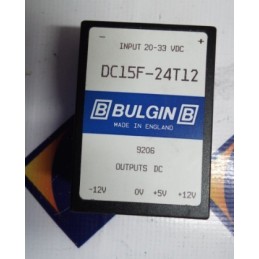 - +
INPUT 20-33 VDC
DC15F-24T12
B BULGIN B
MADE IN ENGLAND
9206
OUTPUTS DC
-12V 0V +5V +12V